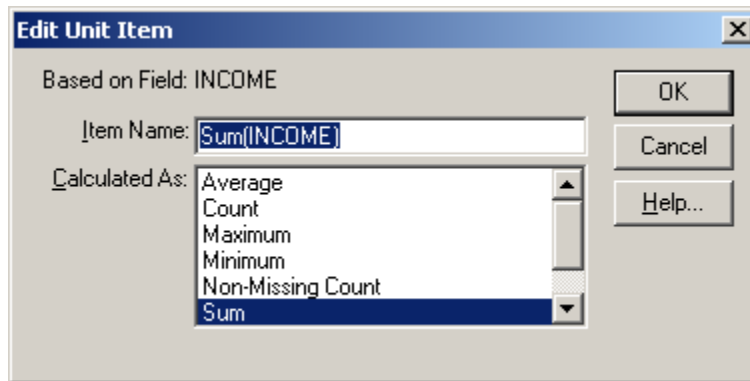 Edit Unit Item
Based on Field: INCOME
OK
Item Name: Sum(INCOME)
Cancel
Calculated As: Average
Help...
Count
Maximum
Minimum
Non-Missing Count
Sum